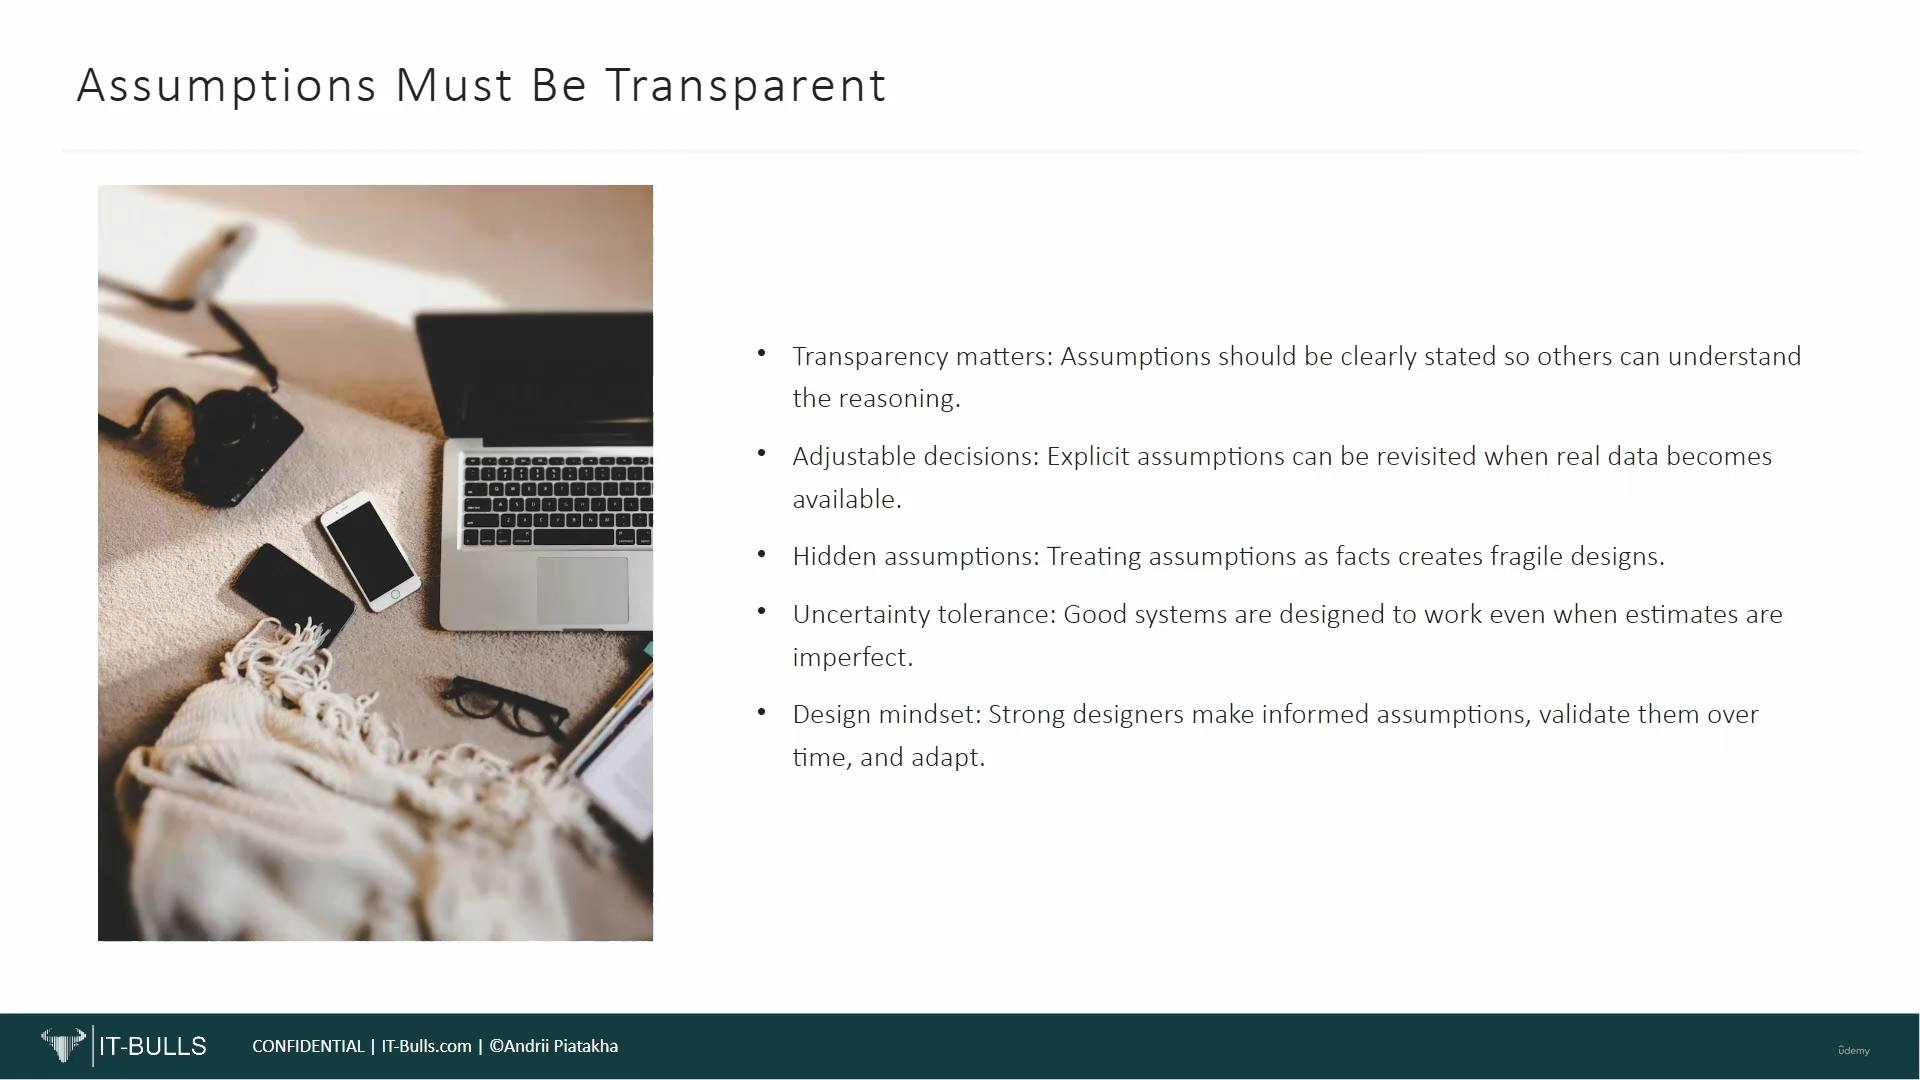 Assumptions Must Be Transparent
• Transparency matters: Assumptions should be clearly stated so others can understand
the reasoning.
• Adjustable decisions: Explicit assumptions can be revisited when real data becomes
available.
• Hidden assumptions: Treating assumptions as facts creates fragile designs.
• Uncertainty tolerance: Good systems are designed to work even when estimates are
imperfect.
• Design mindset: Strong designers make informed assumptions, validate them over
time, and adapt.
IT-BULLS
CONFIDENTIAL | IT-Bulls.com | ©Andrii Piatakha
ûdemy